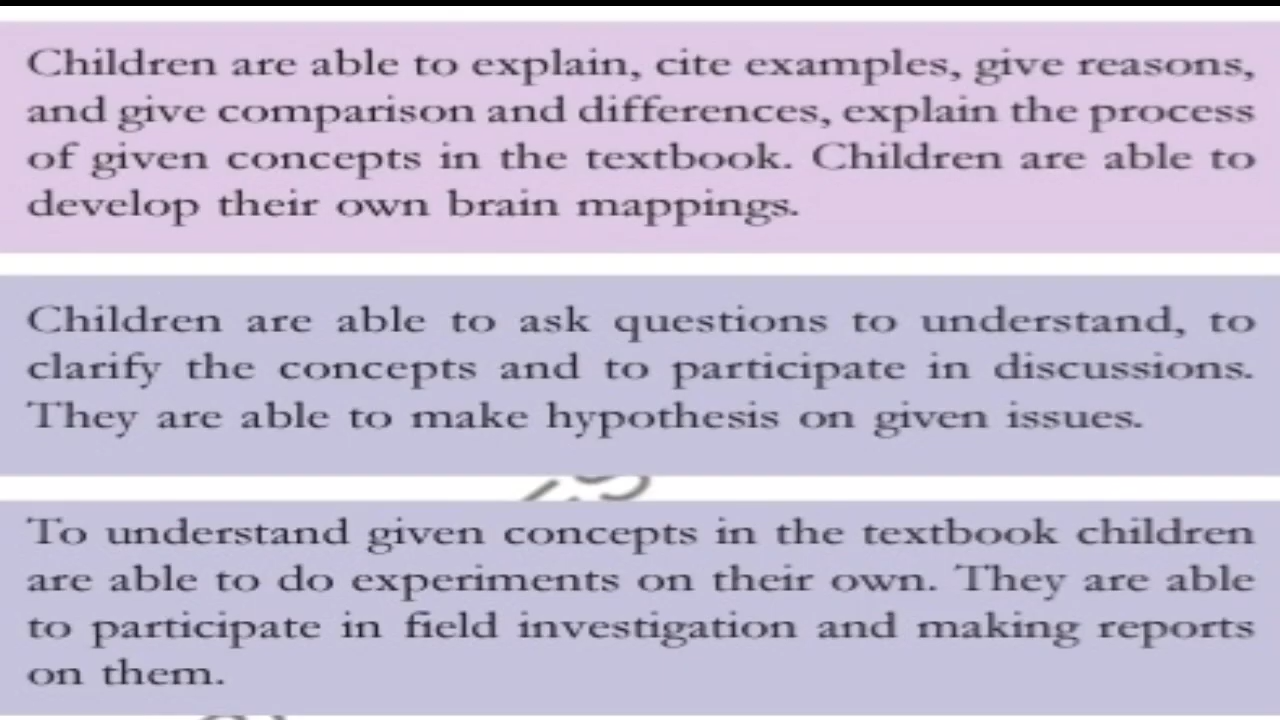 Children are able to explain, cite examples, give reasons,
and give comparison and differences, explain the process
of given concepts in the textbook. Children are able to
develop their own brain mappings.
Children are able to ask questions to understand, to
clarify the concepts and to participate in discussions.
They are able to make hypothesis on given issues.
To understand given concepts in the textbook children
are able to do experiments on their own. They are able
to participate in field investigation and making reports
on them.